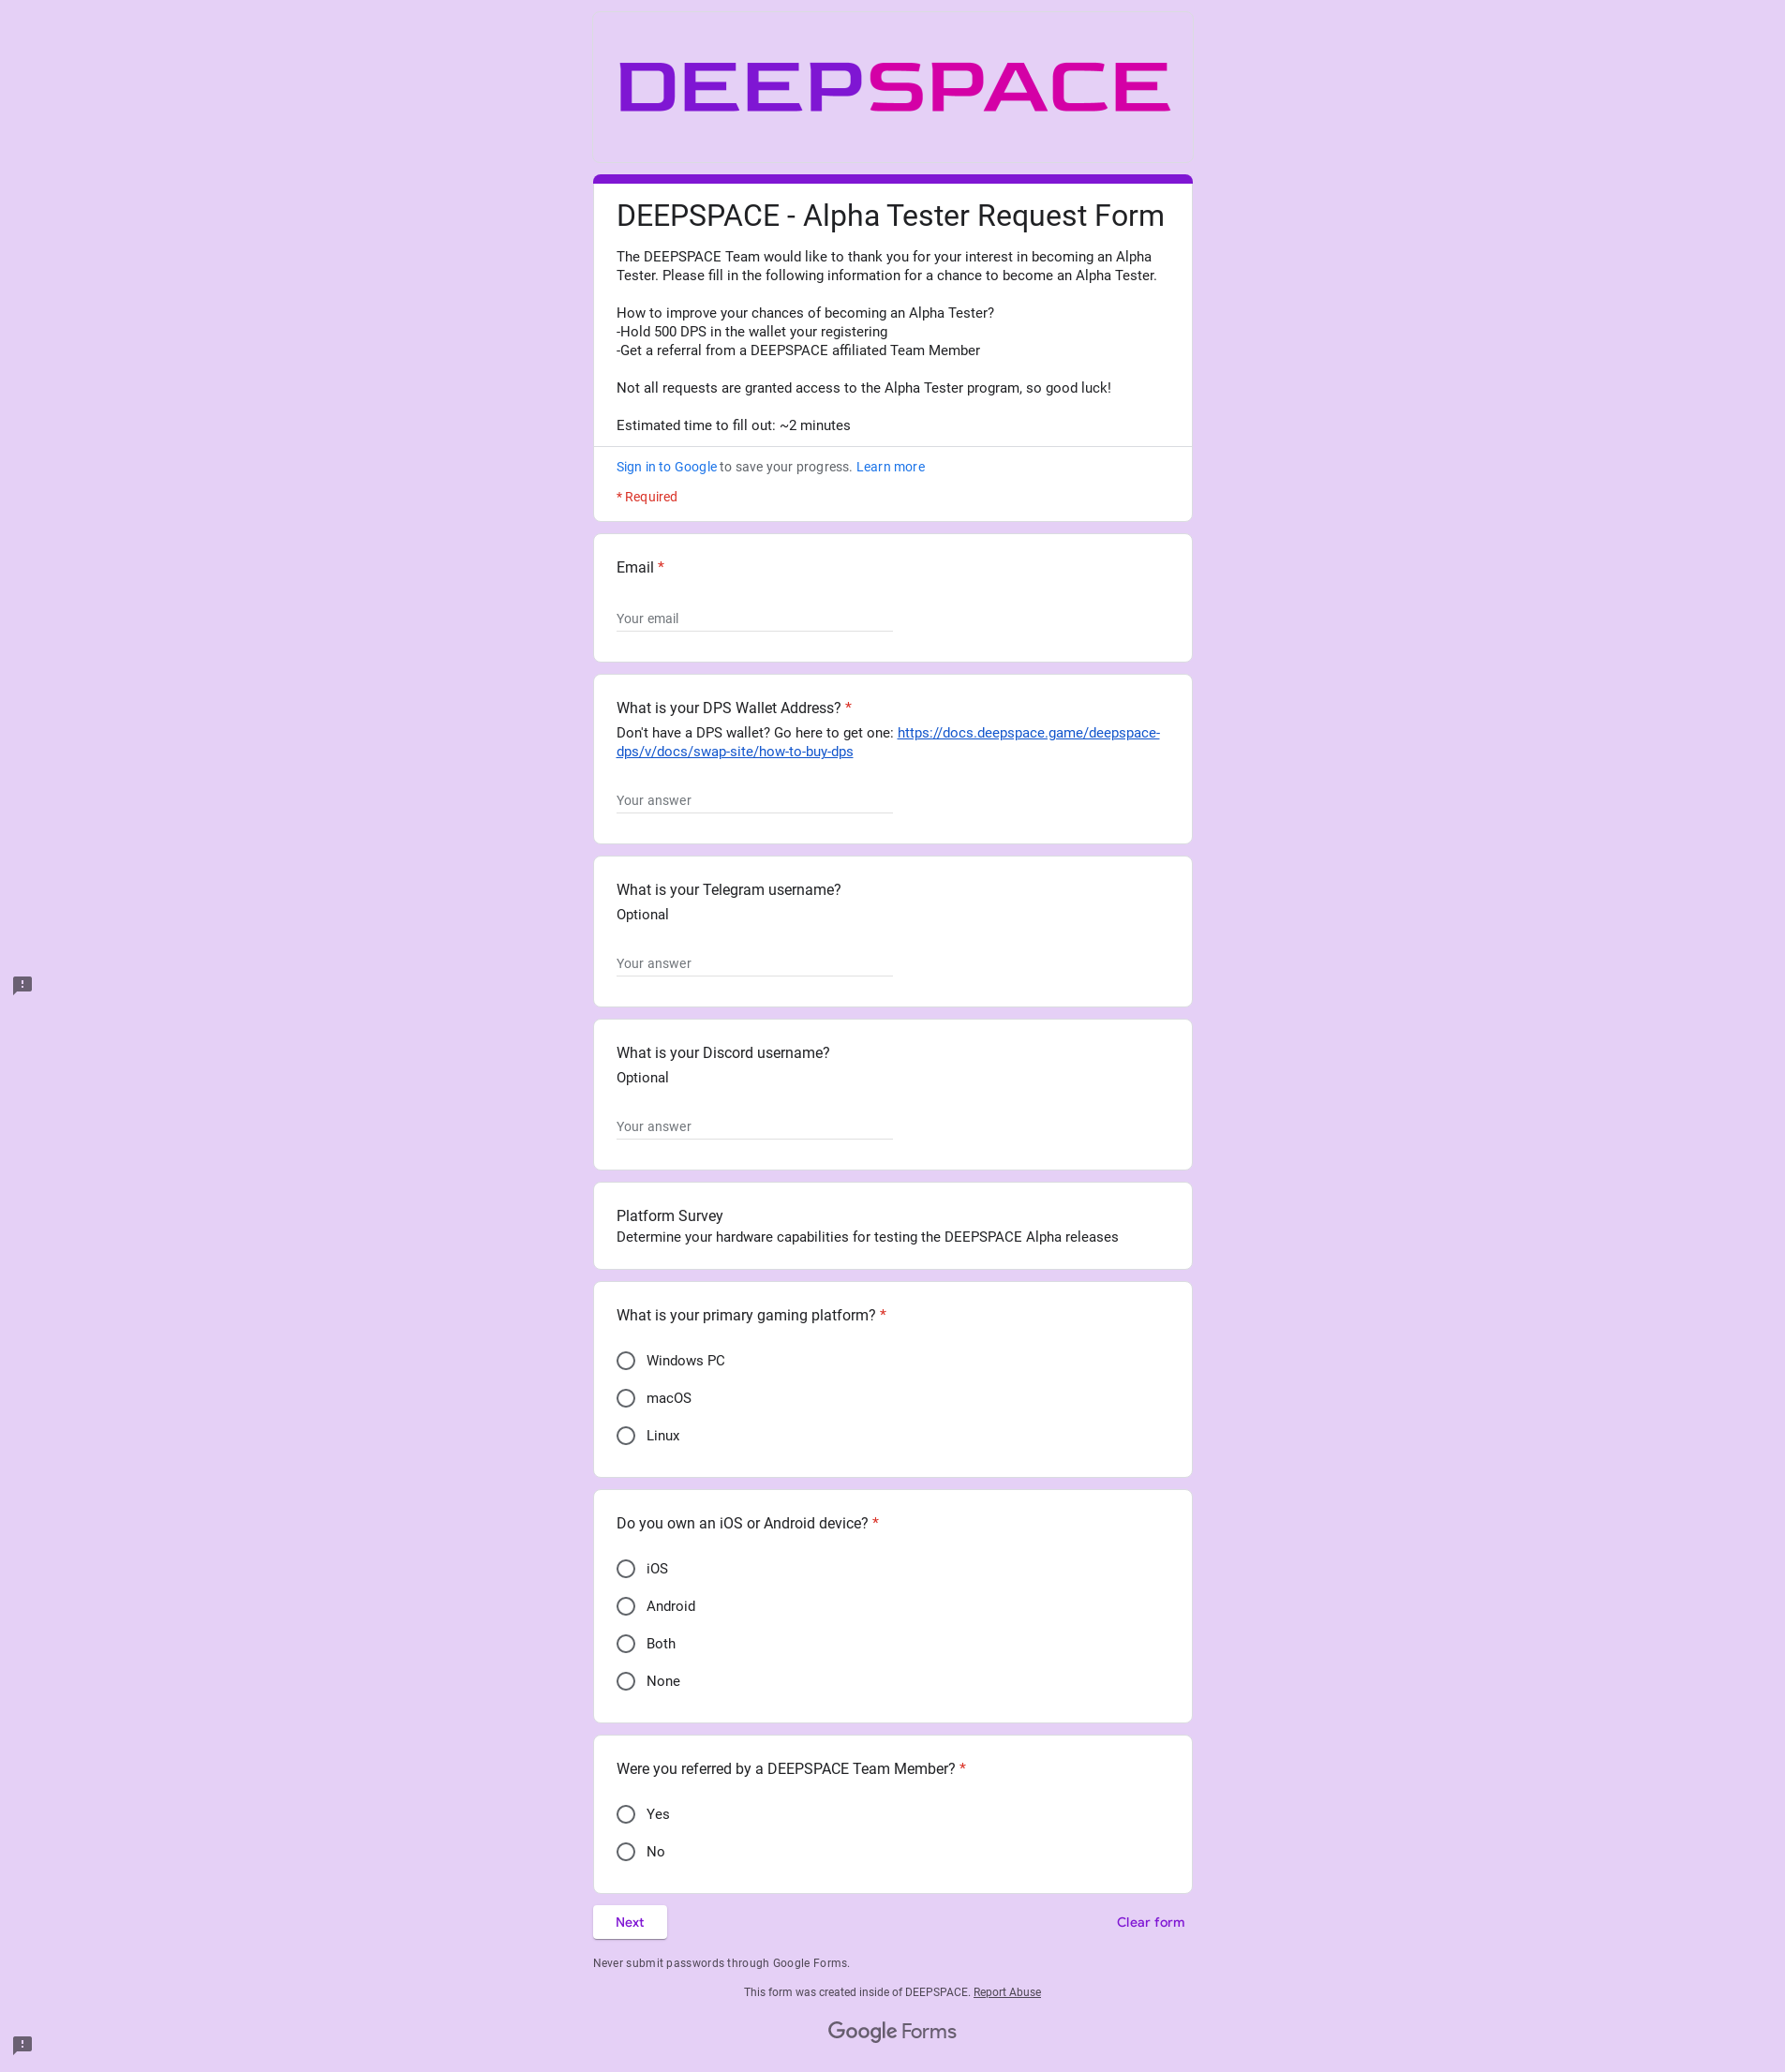 DEEPSPACE
DEEPSPACE - Alpha Tester Request Form
The DEEPSPACE Team would like to thank you for your interest in becoming an Alpha
Tester. Please fill in the following information for a chance to become an Alpha Tester.
How to improve your chances of becoming an Alpha Tester?
-Hold 500 DPS in the wallet your registering
-Get a referral from a DEEPSPACE affiliated Team Member
Not all requests are granted access to the Alpha Tester program, so good luck!
Estimated time to fill out: ~2 minutes
Sign in to Google to save your progress. Learn more
* Required
Email *
Your email
What is your DPS Wallet Address? *
Don't have a DPS wallet? Go here to get one: https://docs.deepspace.game/deepspace-
dps/v/docs/swap-site/how-to-buy-dps
Your answer
What is your Telegram username?
Optional
Your answer
What is your Discord username?
Optional
Your answer
Platform Survey
Determine your hardware capabilities for testing the DEEPSPACE Alpha releases
What is your primary gaming platform? *
Windows PC
macOS
Linux
Do you own an iOS or Android device? *
iOS
Android
Both
None
Were you referred by a DEEPSPACE Team Member? *
Yes
No
Next
Clear form
Never submit passwords through Google Forms.
This form was created inside of DEEPSPACE. Report Abuse
Google Forms